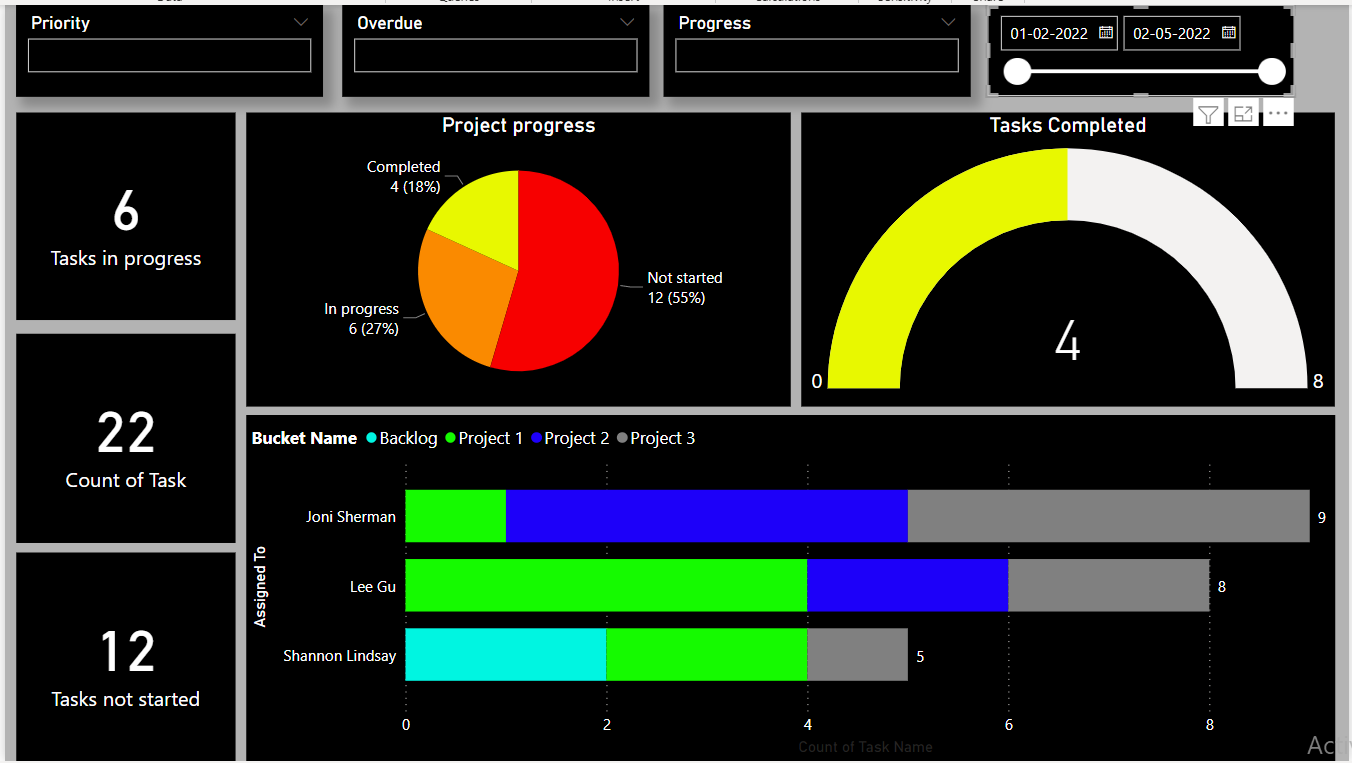 Priority
Overdue
Progress
01-02-2022
02-05-2022
6
Tasks in progress
22
Count of Task
12
Tasks not started
Project progress
Completed
4 (18%)
In progress
6 (27%)
Not started
12 (55%)
Tasks Completed
4
0
8
Bucket Name Backlog Project 1 Project 2 Project 3
Assigned To
Joni Sherman
9
Lee Gu
8
Shannon Lindsay
5
0 2 4 6 8
Count of Task Name